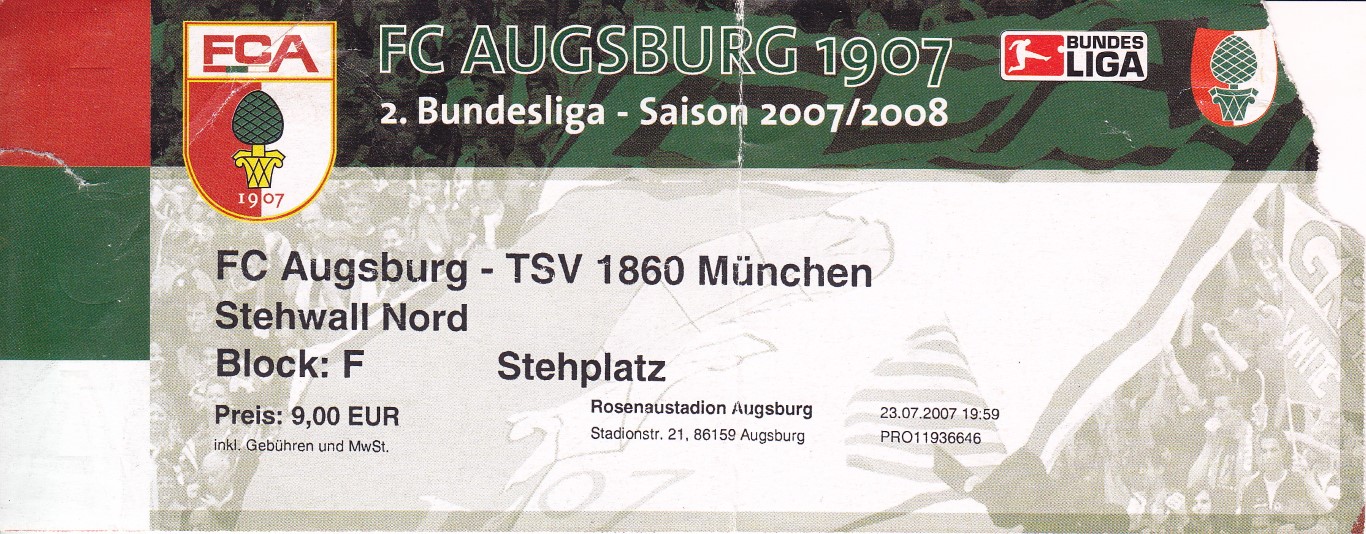 FCA
1907
FC AUGSBURG 1907
2. Bundesliga - Saison 2007/2008
BUNDES
LIGA
FC Augsburg - TSV 1860 München
Stehwall Nord
Block: F Stehplatz
Preis: 9,00 EUR
inkl. Gebühren und MwSt.
Rosenaustadion Augsburg
Stadionstr. 21, 86159 Augsburg
23.07.2007 19:59
PRO11936646
07
WHITE